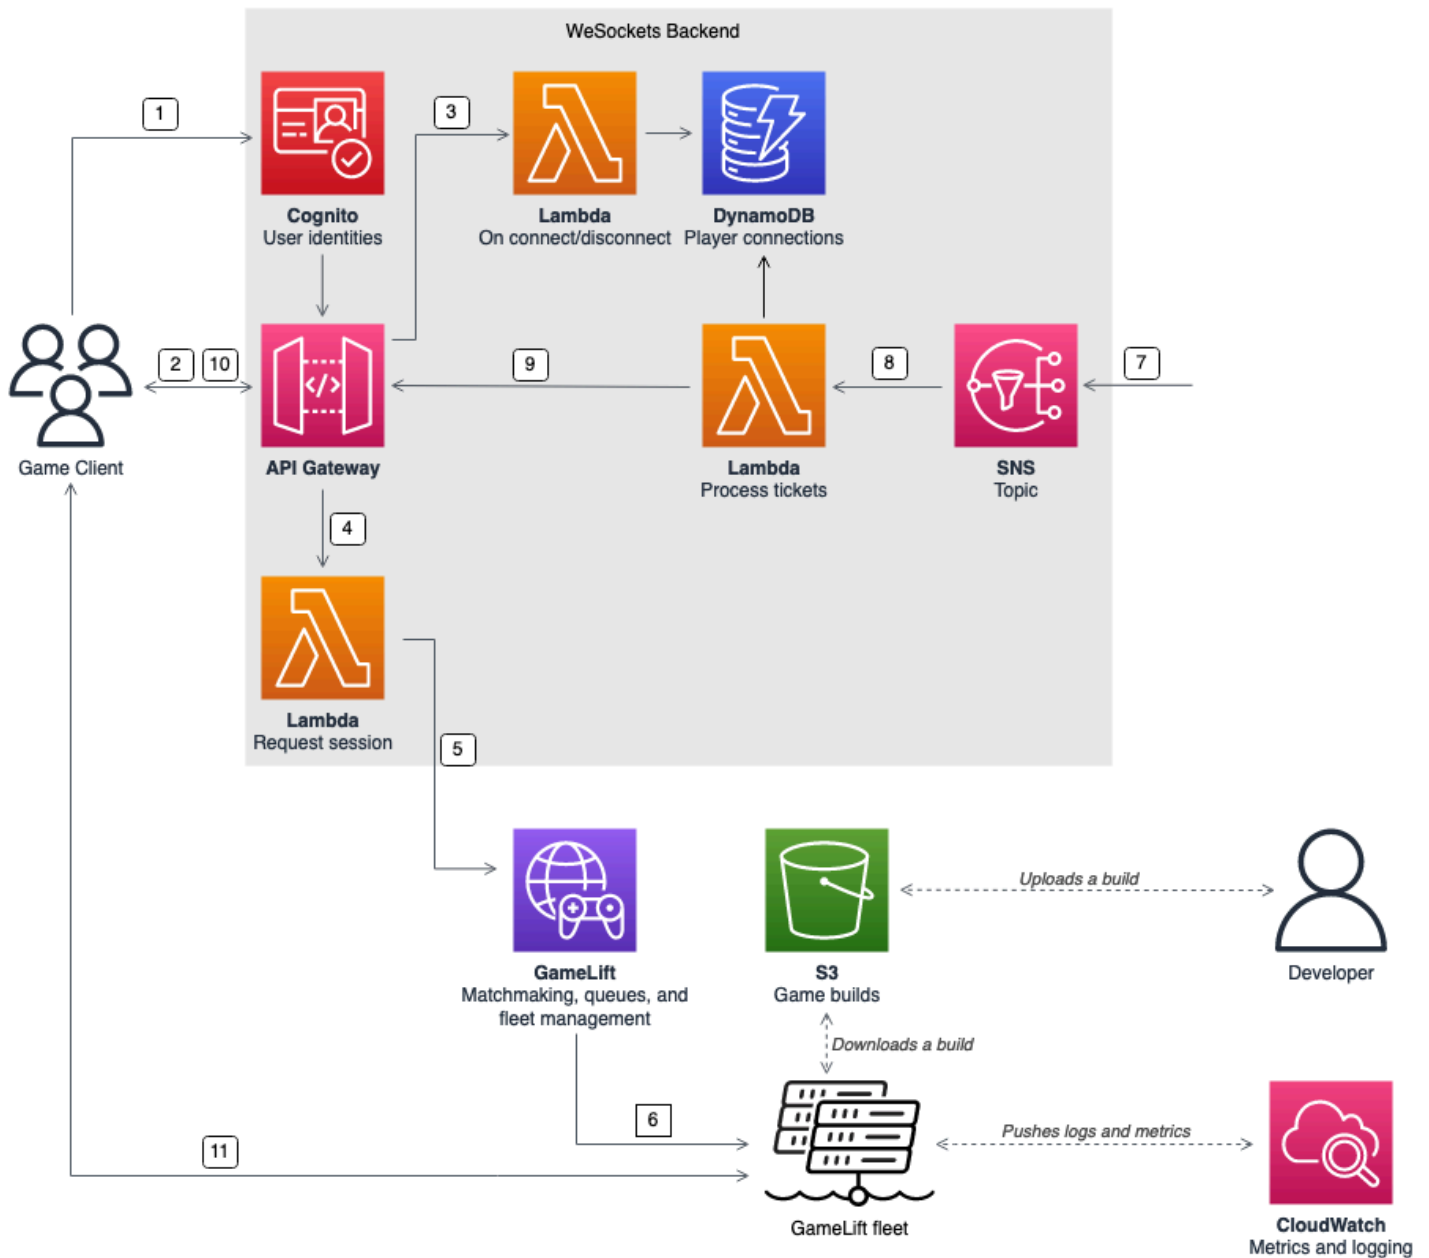 WeSockets Backend
1
3
Cognito
User identities
Lambda
On connect/disconnect
DynamoDB
Player connections
2
10
9
8
7
Game Client
API Gateway
Lambda
Process tickets
SNS
Topic
4
Lambda
Request session
5
GameLift
Matchmaking, queues, and
fleet management
S3
Game builds
Uploads a build
Developer
Downloads a build
6
11
Pushes logs and metrics
GameLift fleet
CloudWatch
Metrics and logging